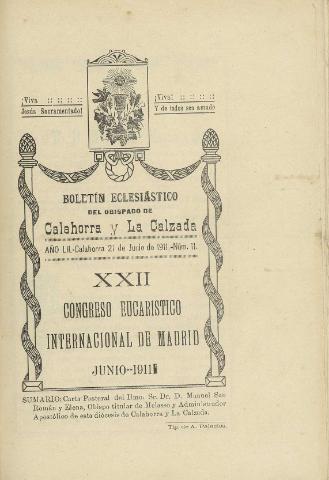 ¡Viva :: :: :: ::
Jesús Sacramentado!
¡Viva! :: :: :: ::
Y de todos sea amado
BOLETÍN ECLESIÁSTICO
DEL OBISPADO DE
Calahorra y La Calzada
AÑO LII.-Calahorra 21 de Junio de 1911.-Núm. 11.
XXII
CONGRESO EUCARISTICO
INTERNACIONAL DE MADRID
JUNIO--1911
SUMARIO: Carta Pastoral del Ilmo. Sr. Dr. D. Manuel San
Román y Elena, Obispo titular de Melasso y Administrador
Apostólico de esta diócesis de Calahorra y La Calzada.
Tip. de A. Palacios.